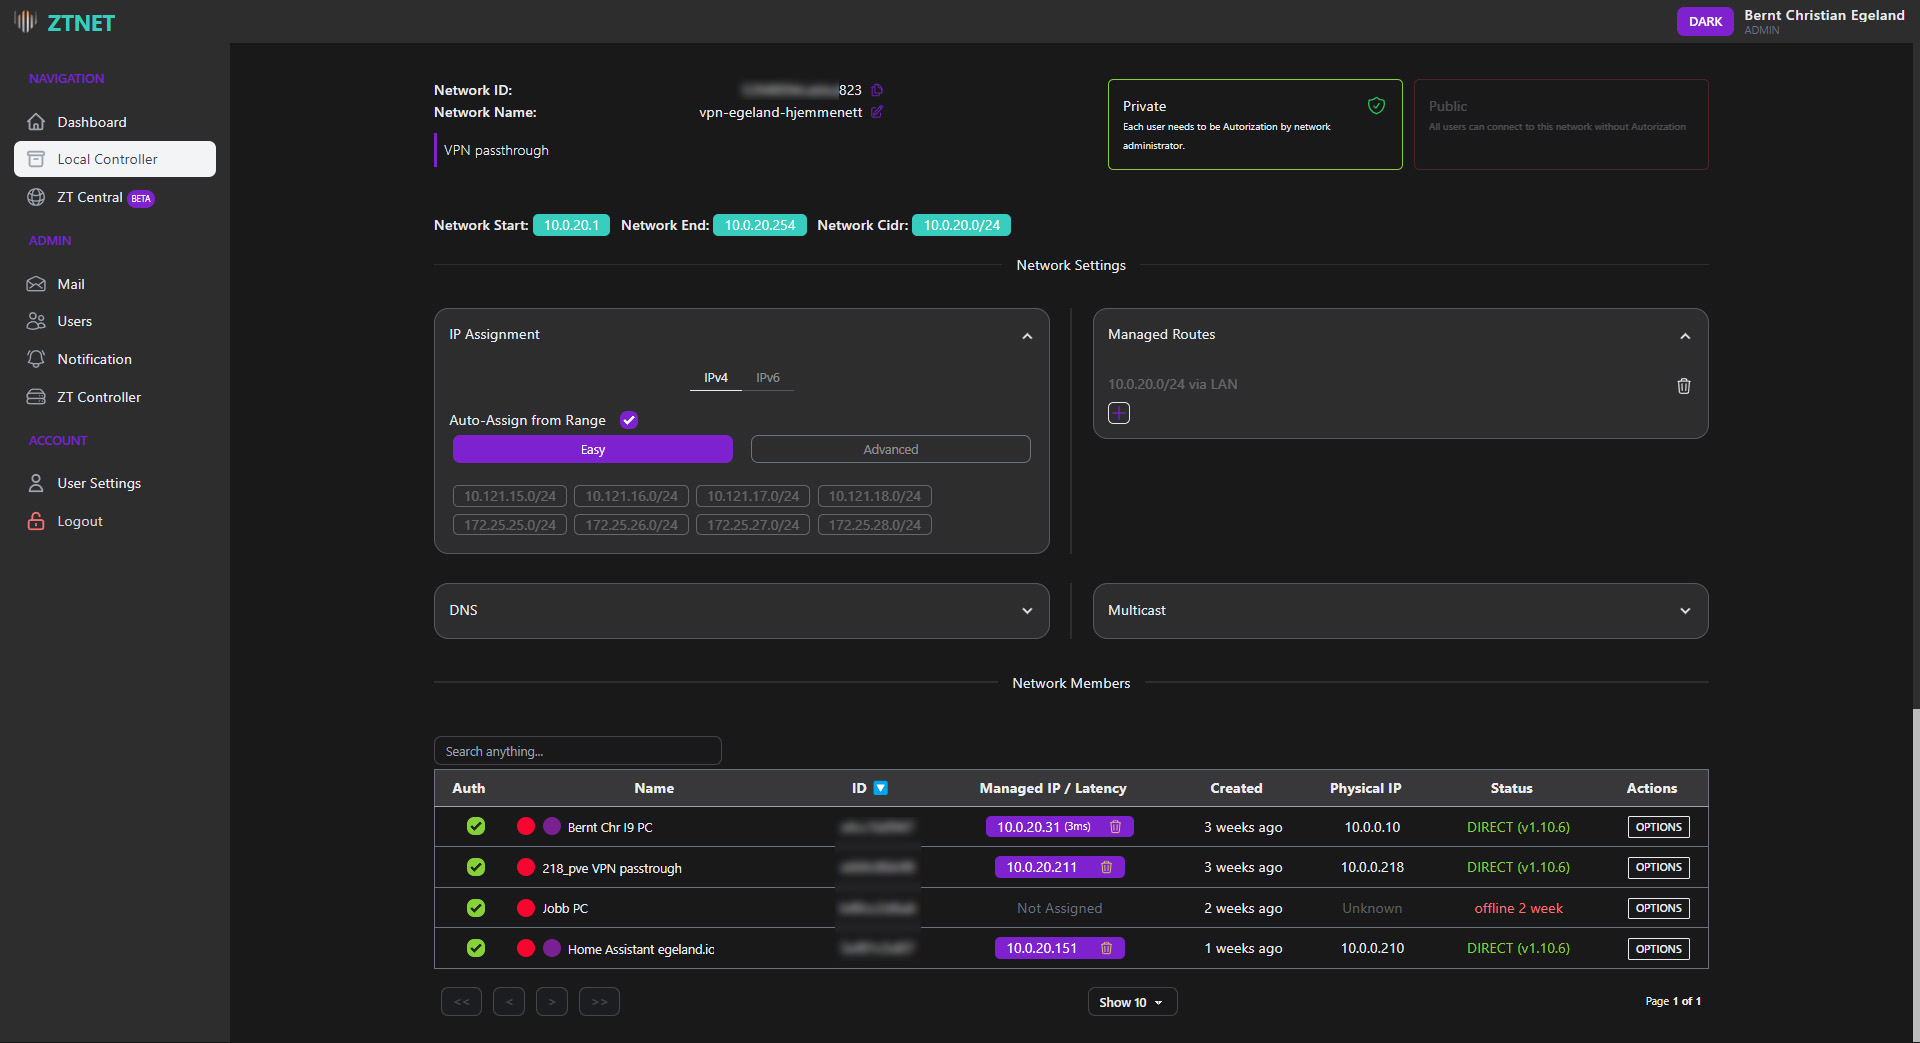 ZTNET
DARK
Bernt Christian Egeland
ADMIN
NAVIGATION
Dashboard
Local Controller
ZT Central BETA
ADMIN
Mail
Users
Notification
ZT Controller
ACCOUNT
User Settings
Logout
Network ID: 823
Network Name: vpn-egeland-hjemmenett
VPN passthrough
Private
Each user needs to be Autorization by network
administrator.
Public
All users can connect to this network without Autorization
Network Start: 10.0.20.1 Network End: 10.0.20.254 Network Cidr: 10.0.20.0/24
Network Settings
IP Assignment
IPv4 IPv6
Auto-Assign from Range
Easy Advanced
10.121.15.0/24 10.121.16.0/24 10.121.17.0/24 10.121.18.0/24
172.25.25.0/24 172.25.26.0/24 172.25.27.0/24 172.25.28.0/24
Managed Routes
10.0.20.0/24 via LAN
DNS
Multicast
Network Members
Search anything...
Auth Name ID Managed IP / Latency Created Physical IP Status Actions
Bernt Chr I9 PC 10.0.20.31 (3ms) 3 weeks ago 10.0.0.10 DIRECT (v1.10.6) OPTIONS
218_pve VPN passtrough 10.0.20.211 3 weeks ago 10.0.0.218 DIRECT (v1.10.6) OPTIONS
Jobb PC Not Assigned 2 weeks ago Unknown offline 2 week OPTIONS
Home Assistant egeland.io 10.0.20.151 1 weeks ago 10.0.0.210 DIRECT (v1.10.6) OPTIONS
<< < > >>
Show 10
Page 1 of 1